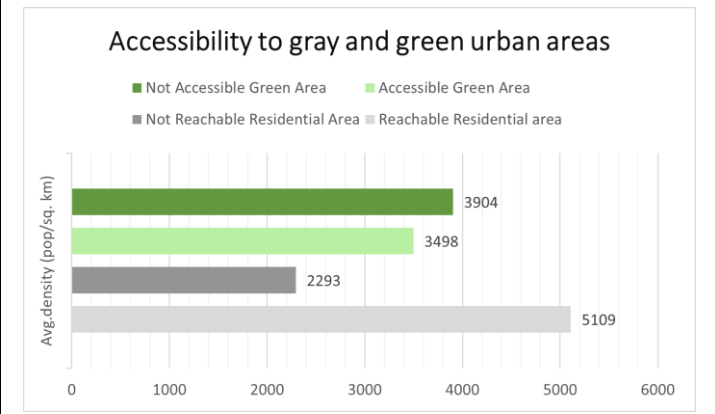 Accessibility to gray and green urban areas
Not Accessible Green Area
Accessible Green Area
Not Reachable Residential Area
Reachable Residential area
Avg.density (pop/sq. km)
3904
3498
2293
5109
0 1000 2000 3000 4000 5000 6000